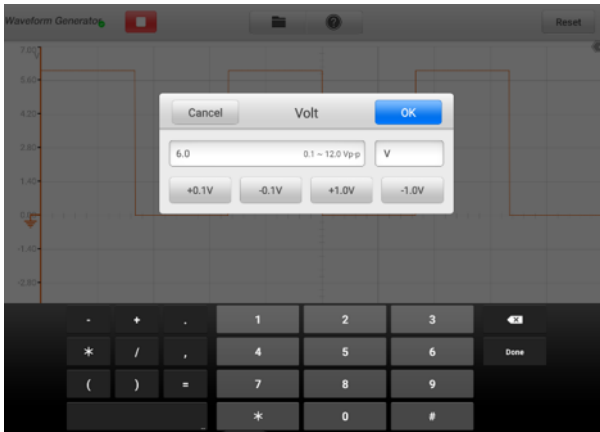 Waveform Generator
Reset
7.60
V
5.60
4.20
2.80
1.40
0.00
-1.40
-2.80
Cancel
Volt
OK
6.0
0.1 ~ 12.0 Vp-p
V
+0.1V
-0.1V
+1.0V
-1.0V
- + . 1 2 3
* / , 4 5 6 Done
( ) = 7 8 9
_ * 0 #